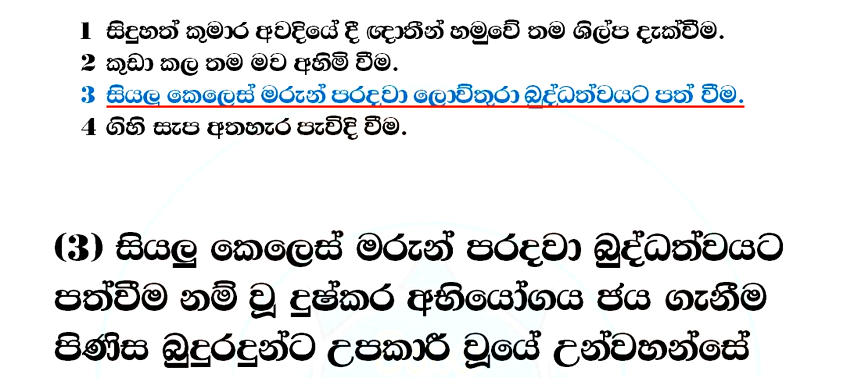 1 සිදුහත් කුමාර අවදියේ දී ඥාතීන් හමුවේ තම ශිල්ප දැක්වීම.
2 කුඩා කල තම මව අහිමි වීම.
3 සියලු කෙලෙස් මරුන් පරදවා ලොව්තුරා බුද්ධත්වයට පත් වීම.
4 ගිහි සැප අතහැර පැවිදි වීම.
(3) සියලු කෙලෙස් මරුන් පරදවා බුද්ධත්වයට
පත්වීම නම් වූ දුෂ්කර අභියෝගය ජය ගැනීම
පිණිස බුදුරදුන්ට උපකාරී වූයේ උන්වහන්සේ